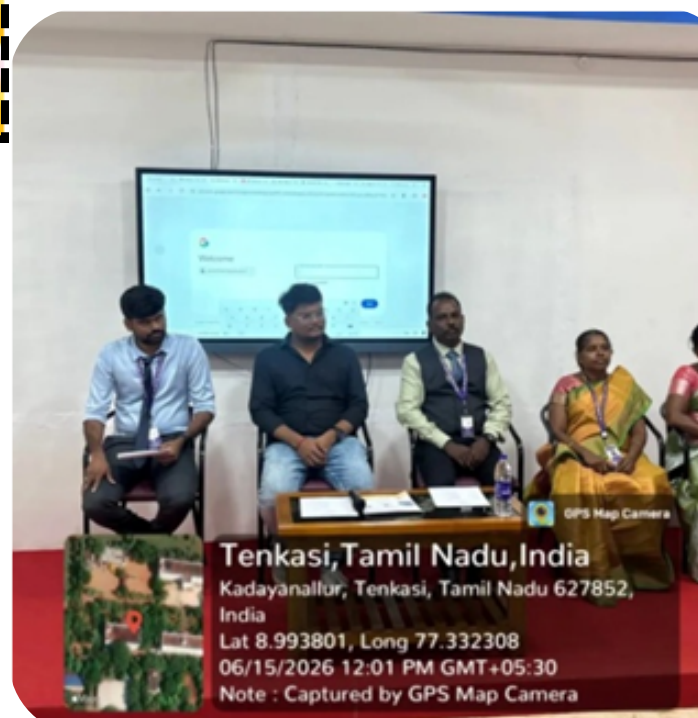 Welcome
GPS Map Camera
Tenkasi,Tamil Nadu,India
Kadayanallur, Tenkasi, Tamil Nadu 627852,
India
Lat 8.993801, Long 77.332308
06/15/2026 12:01 PM GMT+05:30
Note : Captured by GPS Map Camera